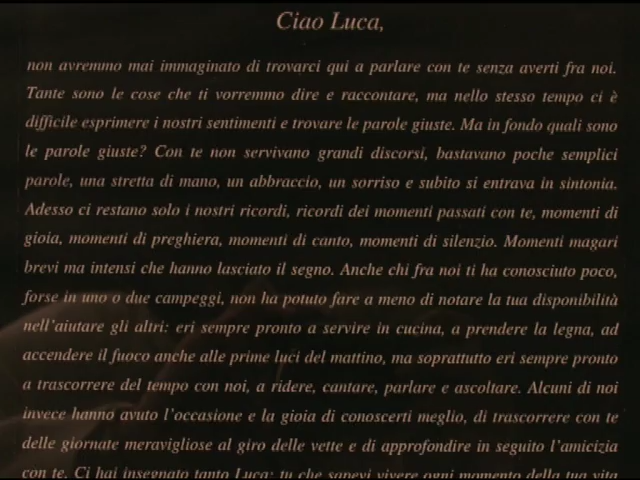 Ciao Luca,
non avremmo mai immaginato di trovarci qui a parlare con te senza averti fra noi.
Tante sono le cose che ti vorremmo dire e raccontare, ma nello stesso tempo ci è
difficile esprimere i nostri sentimenti e trovare le parole giuste. Ma in fondo quali sono
le parole giuste? Con te non servivano grandi discorsi, bastavano poche semplici
parole, una stretta di mano, un abbraccio, un sorriso e subito si entrava in sintonia.
Adesso ci restano solo i nostri ricordi, ricordi dei momenti passati con te, momenti di
gioia, momenti di preghiera, momenti di canto, momenti di silenzio. Momenti magari
brevi ma intensi che hanno lasciato il segno. Anche chi fra noi ti ha conosciuto poco,
forse in uno o due campeggi, non ha potuto fare a meno di notare la tua disponibilità
nell'aiutare gli altri: eri sempre pronto a servire in cucina, a prendere la legna, ad
accendere il fuoco anche alle prime luci del mattino, ma soprattutto eri sempre pronto
a trascorrere del tempo con noi, a ridere, cantare, parlare e ascoltare. Alcuni di noi
invece hanno avuto l'occasione e la gioia di conoscerti meglio, di trascorrere con te
delle giornate meravigliose al giro delle vette e di approfondire in seguito l'amicizia
con te. Ci hai insegnato tanto Luca: tu che sapevi vivere ogni momento della tua vita